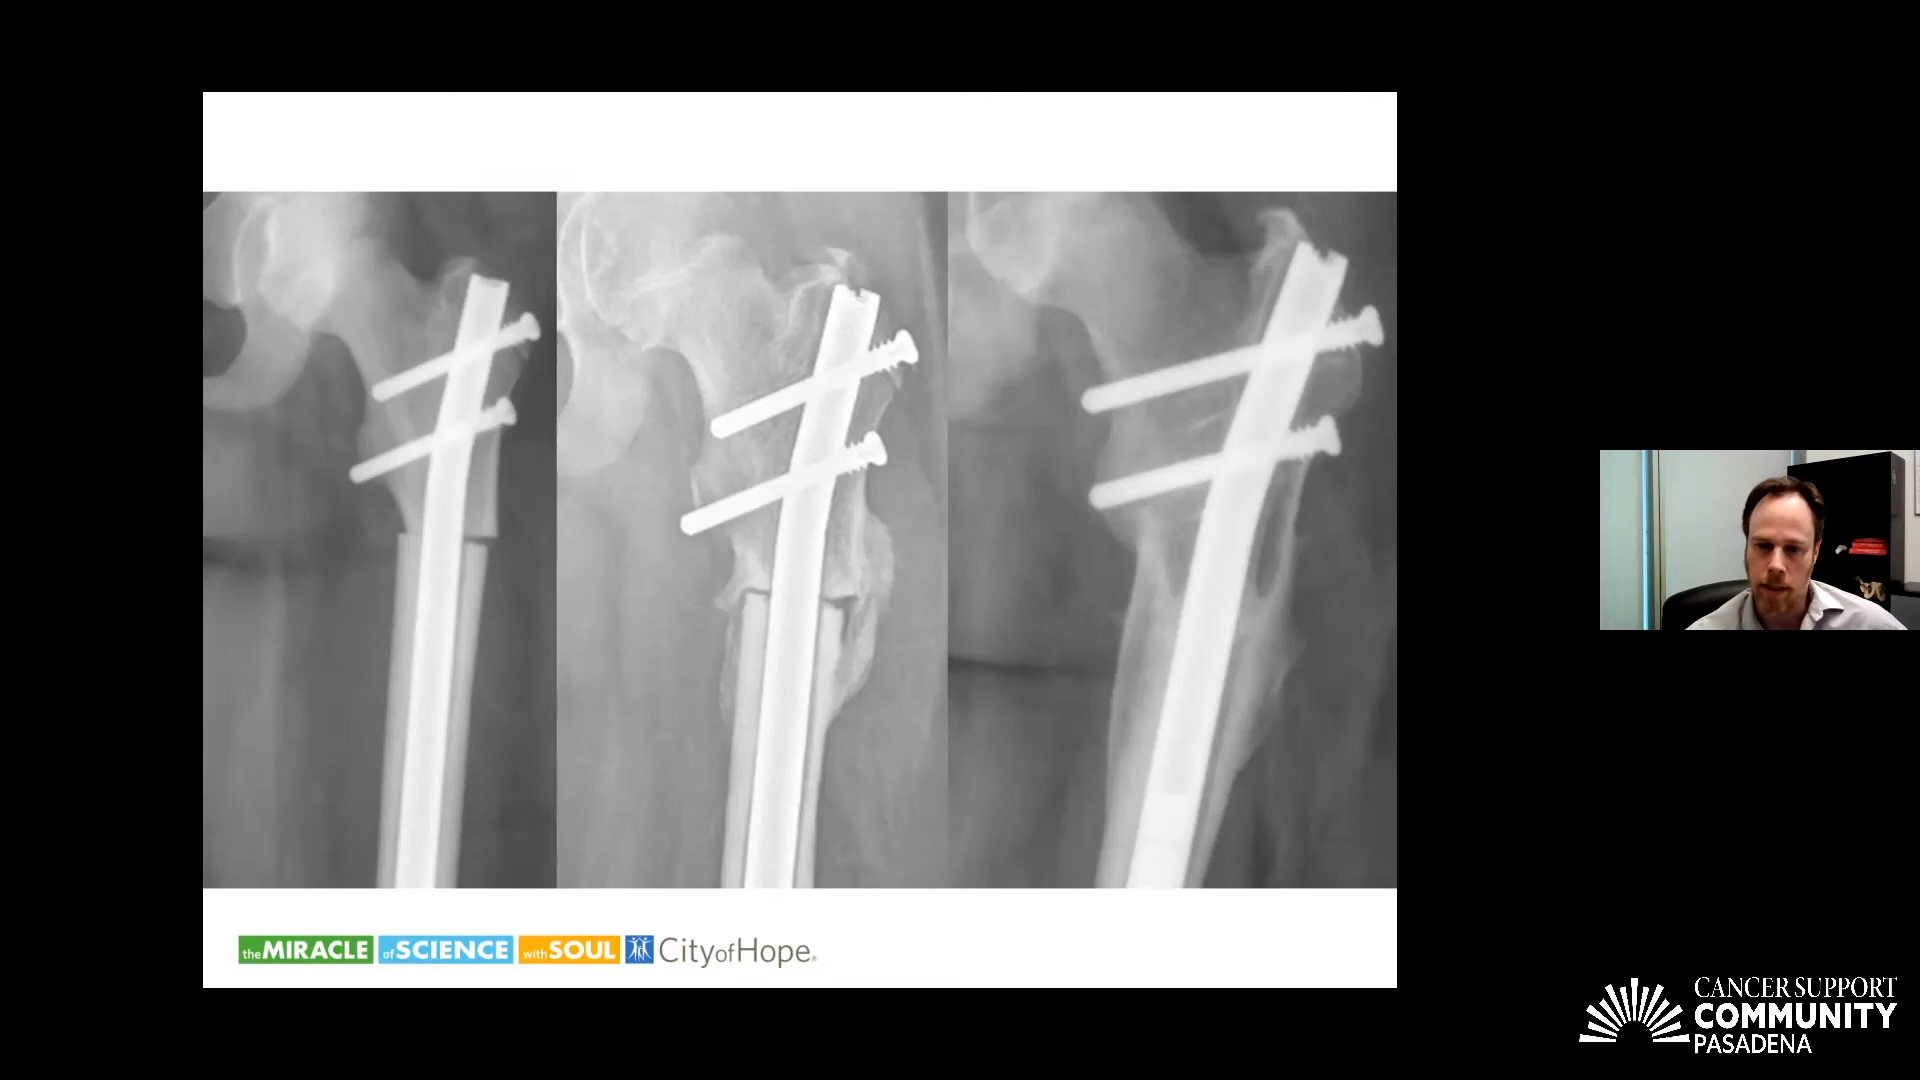 the MIRACLE of SCIENCE with SOUL City of Hope®
CANCER SUPPORT
COMMUNITY
PASADENA